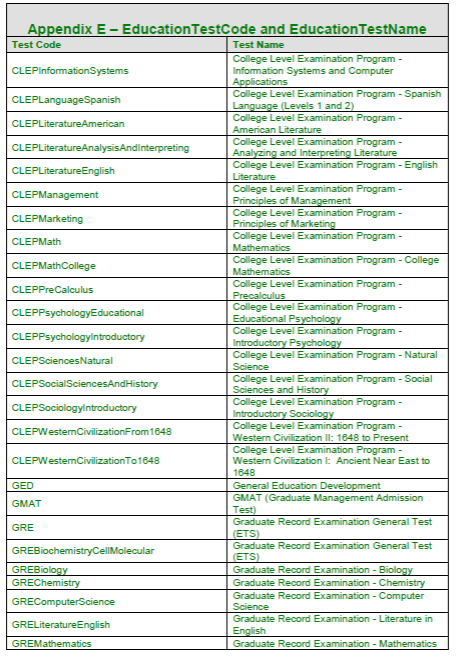 Appendix E – EducationTestCode and EducationTestName
Test Code
Test Name
CLEPInformationSystems
College Level Examination Program -
Information Systems and Computer
Applications
CLEPLanguageSpanish
College Level Examination Program - Spanish
Language (Levels 1 and 2)
CLEPLiteratureAmerican
College Level Examination Program -
American Literature
CLEPLiteratureAnalysisAndInterpreting
College Level Examination Program -
Analyzing and Interpreting Literature
CLEPLiteratureEnglish
College Level Examination Program - English
Literature
CLEPManagement
College Level Examination Program -
Principles of Management
CLEPMarketing
College Level Examination Program -
Principles of Marketing
CLEPMath
College Level Examination Program -
Mathematics
CLEPMathCollege
College Level Examination Program - College
Mathematics
CLEPPreCalculus
College Level Examination Program -
Precalculus
CLEPPsychologyEducational
College Level Examination Program -
Educational Psychology
CLEPPsychologyIntroductory
College Level Examination Program -
Introductory Psychology
CLEPSciencesNatural
College Level Examination Program - Natural
Science
CLEPSocialSciencesAndHistory
College Level Examination Program - Social
Sciences and History
CLEPSociologyIntroductory
College Level Examination Program -
Introductory Sociology
CLEPWesternCivilizationFrom1648
College Level Examination Program -
Western Civilization II: 1648 to Present
CLEPWesternCivilizationTo1648
College Level Examination Program -
Western Civilization I: Ancient Near East to
1648
GED
General Education Development
GMAT
GMAT (Graduate Management Admission
Test)
GRE
Graduate Record Examination General Test
(ETS)
GREBiochemistryCellMolecular
Graduate Record Examination General Test
(ETS)
GREBiology
Graduate Record Examination - Biology
GREChemistry
Graduate Record Examination - Chemistry
GREComputerScience
Graduate Record Examination - Computer
Science
GRELiteratureEnglish
Graduate Record Examination - Literature in
English
GREMathematics
Graduate Record Examination - Mathematics